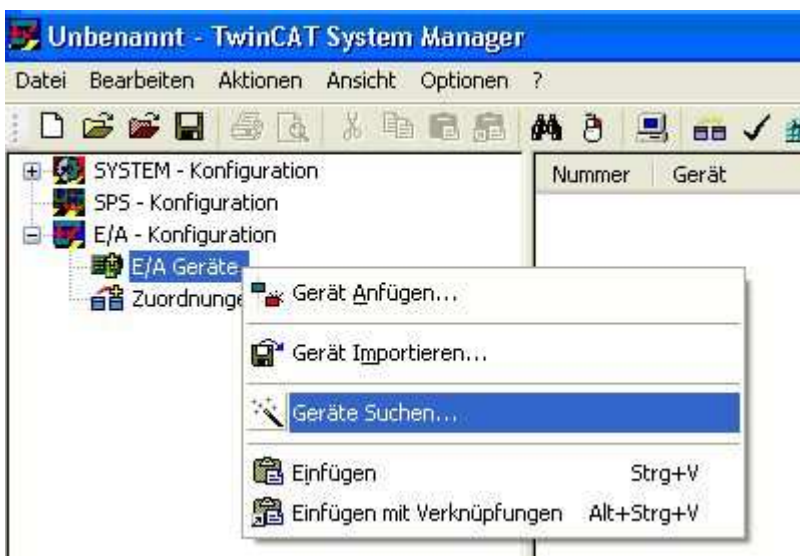 Unbenannt - TwinCAT System Manager
Datei Bearbeiten Aktionen Ansicht Optionen ?
SYSTEM - Konfiguration
SPS - Konfiguration
E/A - Konfiguration
E/A Geräte
Zuordnunge
Nummer Gerät
Gerät Anfügen...
Gerät Importieren...
Geräte Suchen...
Einfügen Strg+V
Einfügen mit Verknüpfungen Alt+Strg+V